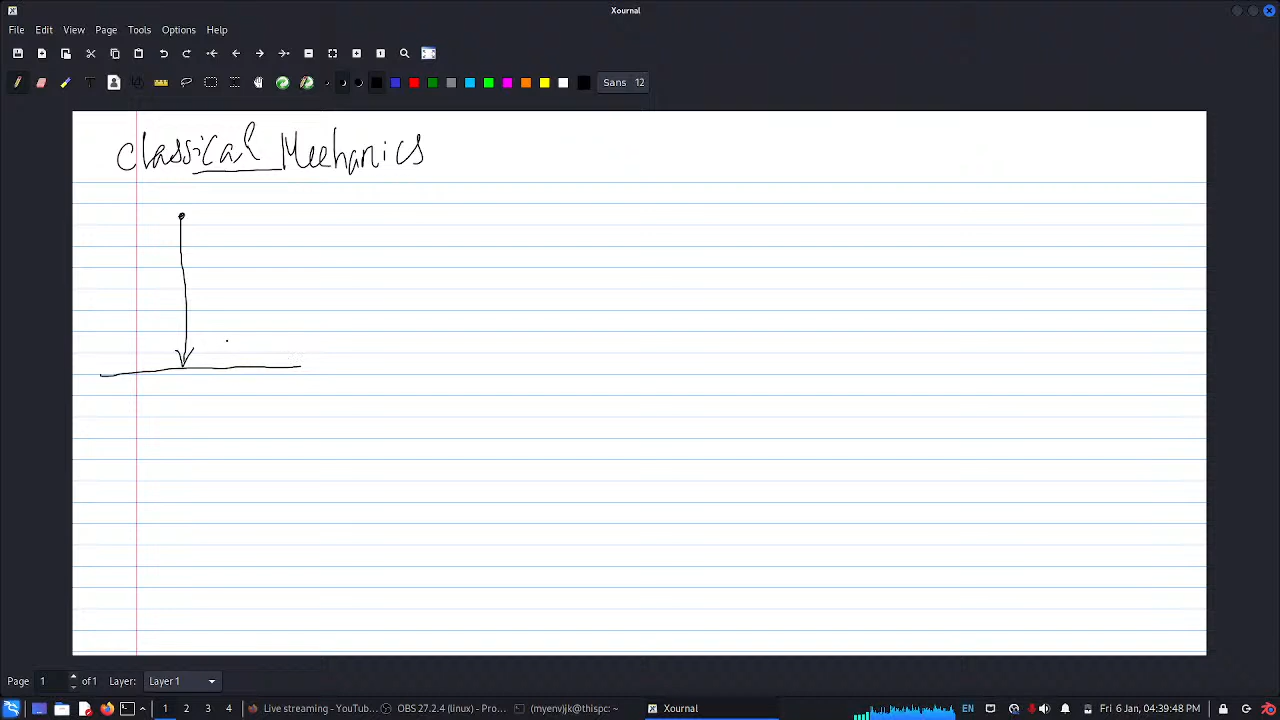 Xournal
File Edit View Page Tools Options Help
Sans 12
Classical Mechanics
Page 1 of 1 Layer: Layer 1
1 2 3 4 Live streaming - YouTub... OBS 27.2.4 (linux) - Pro... (myenvjjk@thispc: ~ Xournal EN Fri 6 Jan, 04:39:48 PM